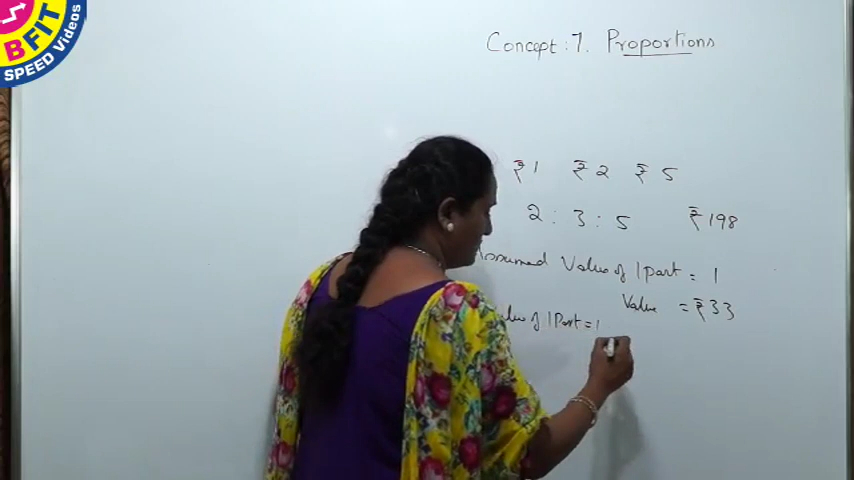 BFIT
SPEED Videos
Concept : 7. Proportions
₹1 ₹2 ₹5
2 : 3 : 5 ₹198
Assumed Value of 1 part = 1
Value = ₹33
of 1 Part = 1